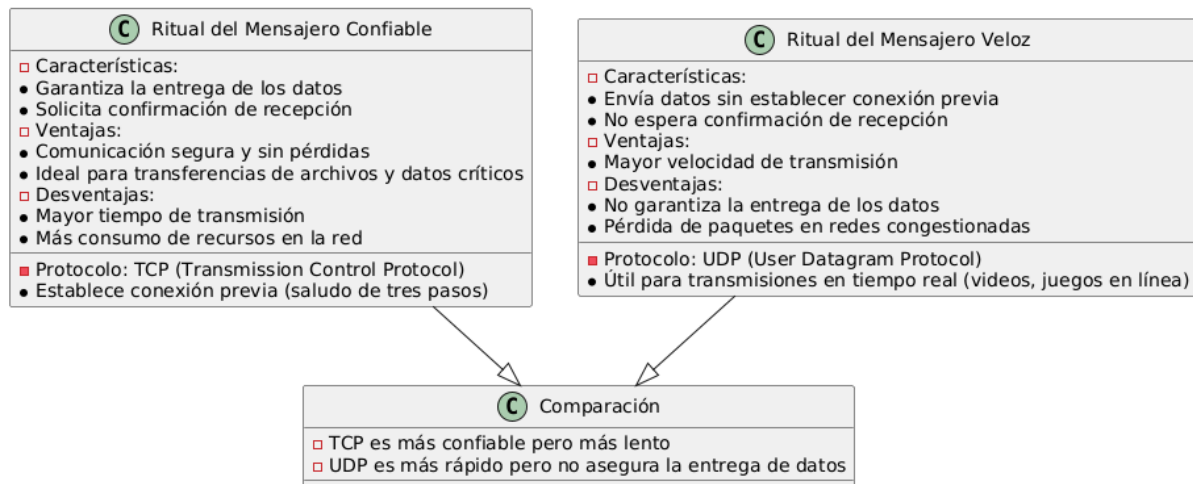 C Ritual del Mensajero Confiable
Características:
Garantiza la entrega de los datos
Solicita confirmación de recepción
Ventajas:
Comunicación segura y sin pérdidas
Ideal para transferencias de archivos y datos críticos
Desventajas:
Mayor tiempo de transmisión
Más consumo de recursos en la red
Protocolo: TCP (Transmission Control Protocol)
Establece conexión previa (saludo de tres pasos)
C Ritual del Mensajero Veloz
Características:
Envía datos sin establecer conexión previa
No espera confirmación de recepción
Ventajas:
Mayor velocidad de transmisión
Desventajas:
No garantiza la entrega de los datos
Pérdida de paquetes en redes congestionadas
Protocolo: UDP (User Datagram Protocol)
Útil para transmisiones en tiempo real (videos, juegos en línea)
C Comparación
TCP es más confiable pero más lento
UDP es más rápido pero no asegura la entrega de datos